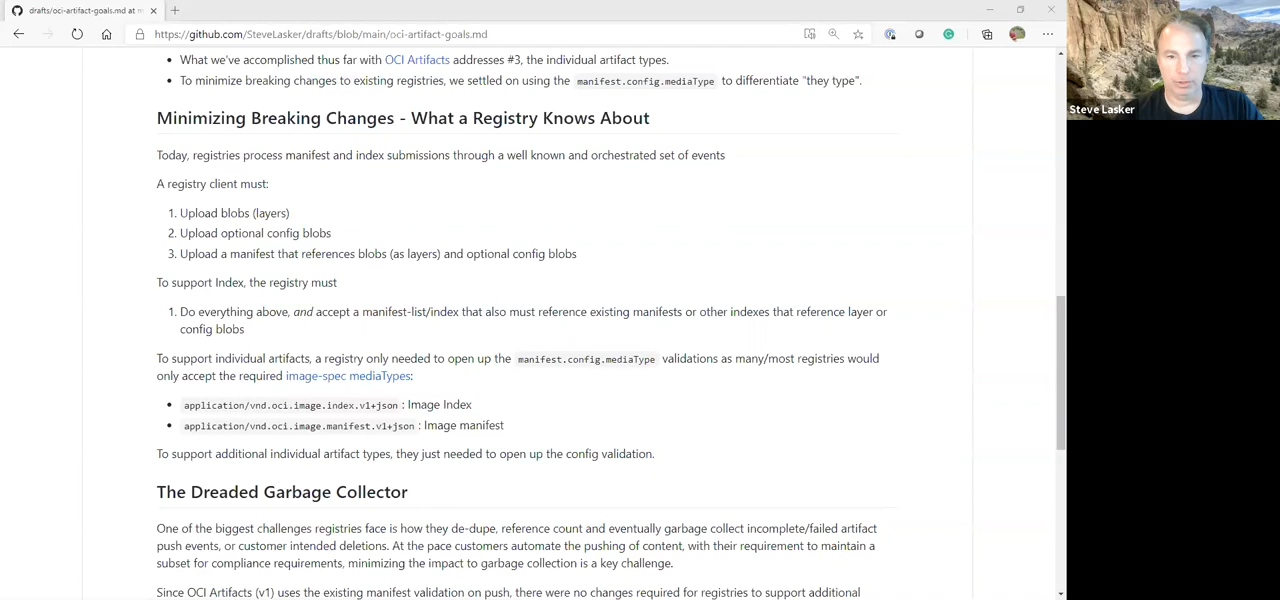 drafts/oci-artifact-goals.md at m
https://github.com/SteveLasker/drafts/blob/main/oci-artifact-goals.md
Steve Lasker
• What we've accomplished thus far with OCI Artifacts addresses #3, the individual artifact types.
• To minimize breaking changes to existing registries, we settled on using the manifest.config.mediaType to differentiate "they type".
Minimizing Breaking Changes - What a Registry Knows About
Today, registries process manifest and index submissions through a well known and orchestrated set of events
A registry client must:
1. Upload blobs (layers)
2. Upload optional config blobs
3. Upload a manifest that references blobs (as layers) and optional config blobs
To support Index, the registry must
1. Do everything above, and accept a manifest-list/index that also must reference existing manifests or other indexes that reference layer or
config blobs
To support individual artifacts, a registry only needed to open up the manifest.config.mediaType validations as many/most registries would
only accept the required image-spec mediaTypes:
• application/vnd.oci.image.index.v1+json : Image Index
• application/vnd.oci.image.manifest.v1+json : Image manifest
To support additional individual artifact types, they just needed to open up the config validation.
The Dreaded Garbage Collector
One of the biggest challenges registries face is how they de-dupe, reference count and eventually garbage collect incomplete/failed artifact
push events, or customer intended deletions. At the pace customers automate the pushing of content, with their requirement to maintain a
subset for compliance requirements, minimizing the impact to garbage collection is a key challenge.
Since OCI Artifacts (v1) uses the existing manifest validation on push, there were no changes required for registries to support additional